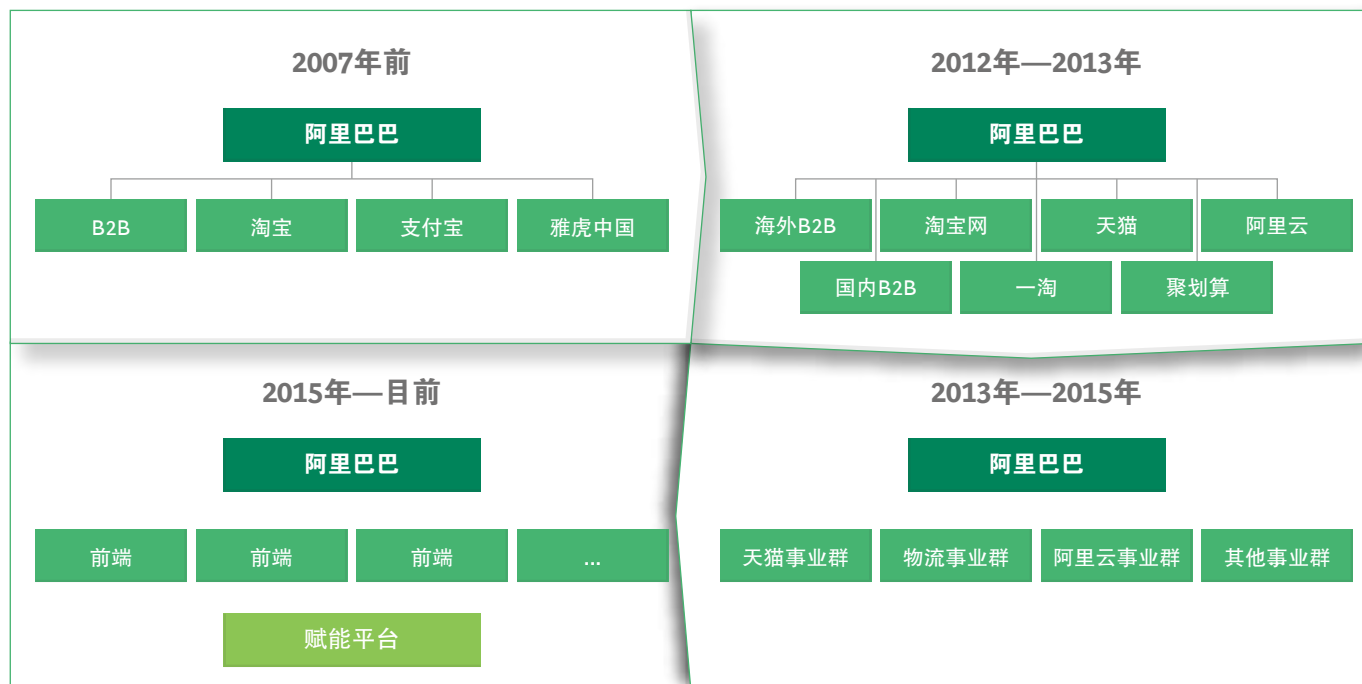 2007年前
阿里巴巴
B2B
淘宝
支付宝
雅虎中国
2012年—2013年
阿里巴巴
海外B2B
淘宝网
天猫
阿里云
国内B2B
一淘
聚划算
2015年—目前
阿里巴巴
前端
前端
前端
...
赋能平台
2013年—2015年
阿里巴巴
天猫事业群
物流事业群
阿里云事业群
其他事业群